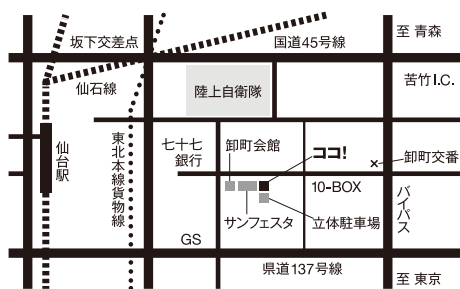 至 青森
坂下交差点
国道45号線
仙石線
陸上自衛隊
苦竹I.C.
仙台駅
東北本線貨物線
七十七
銀行
卸町会館
ココ!
卸町交番
10-BOX
サンフェスタ
立体駐車場
バイパス
GS
県道137号線
至 東京